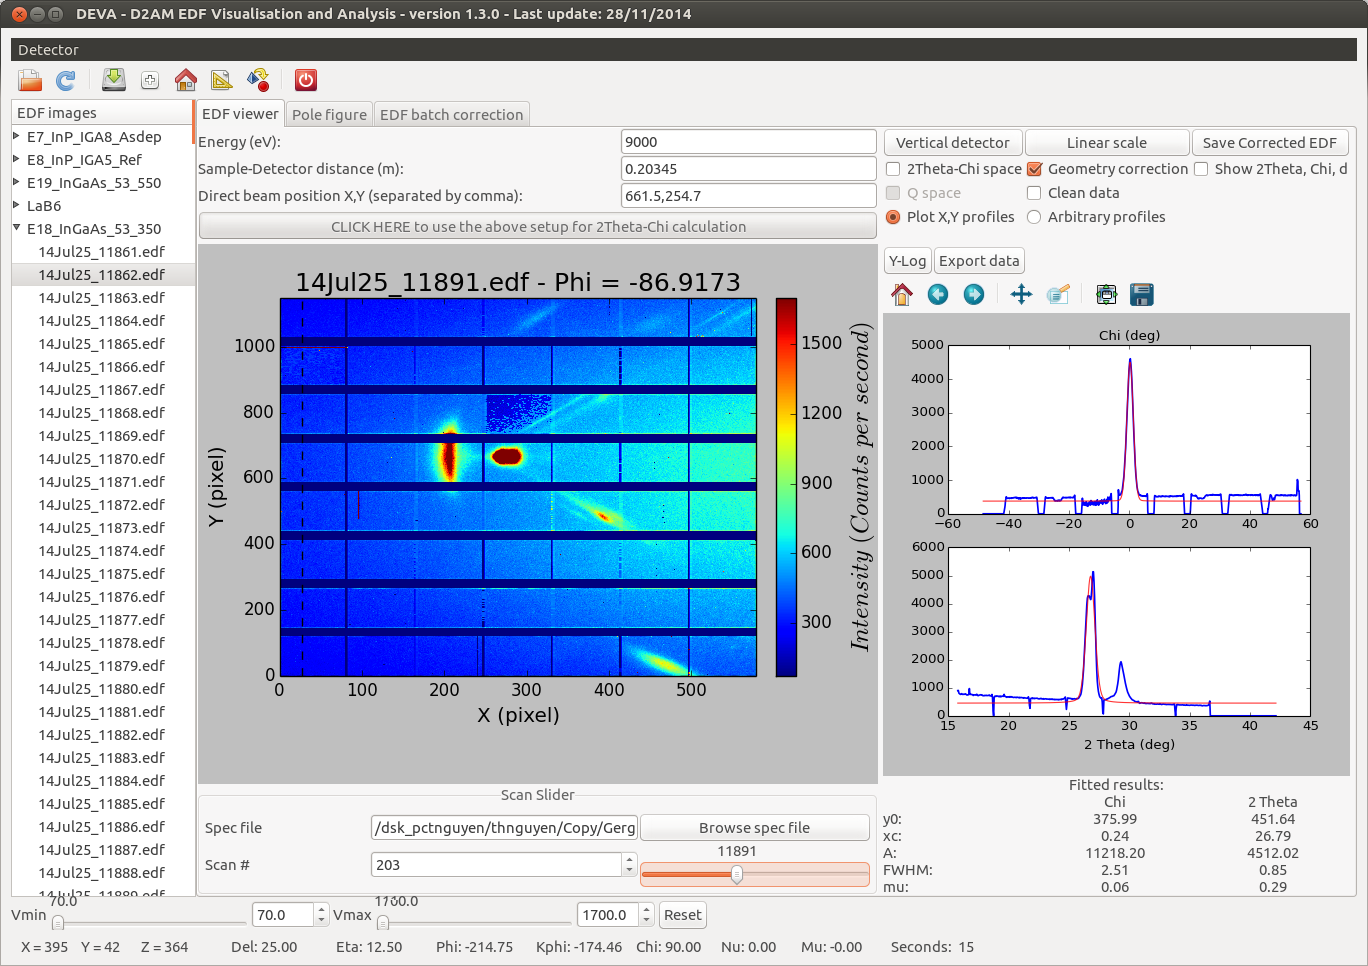 DEVA - D2AM EDF Visualisation and Analysis - version 1.3.0 - Last update: 28/11/2014
Detector
EDF images
E7_InP_IGA8_Asdep
E8_InP_IGA5_Ref
E19_InGaAs_53_550
LaB6
E18_InGaAs_53_350
14Jul25_11861.edf
14Jul25_11862.edf
14Jul25_11863.edf
14Jul25_11864.edf
14Jul25_11865.edf
14Jul25_11866.edf
14Jul25_11867.edf
14Jul25_11868.edf
14Jul25_11869.edf
14Jul25_11870.edf
14Jul25_11871.edf
14Jul25_11872.edf
14Jul25_11873.edf
14Jul25_11874.edf
14Jul25_11875.edf
14Jul25_11876.edf
14Jul25_11877.edf
14Jul25_11878.edf
14Jul25_11879.edf
14Jul25_11880.edf
14Jul25_11881.edf
14Jul25_11882.edf
14Jul25_11883.edf
14Jul25_11884.edf
14Jul25_11885.edf
14Jul25_11886.edf
14Jul25_11887.edf
14Jul25_11888.edf
14Jul25_11889.edf
EDF viewer Pole figure EDF batch correction
Energy (eV): 9000
Sample-Detector distance (m): 0.20345
Direct beam position X,Y (separated by comma): 661.5,254.7
CLICK HERE to use the above setup for 2Theta-Chi calculation
Vertical detector Linear scale Save Corrected EDF
2Theta-Chi space Geometry correction Show 2Theta, Chi, d
Q space Clean data
Plot X,Y profiles Arbitrary profiles
Y-Log Export data
14Jul25_11891.edf - Phi = -86.9173
Y (pixel)
1000
800
600
400
200
0
0 100 200 300 400 500
X (pixel)
1500
1200
900
600
300
Intensity (Counts per second)
Chi (deg)
5000
4000
3000
2000
1000
0
−60 −40 −20 0 20 40 60
6000
5000
4000
3000
2000
1000
0
15 20 25 30 35 40 45
2 Theta (deg)
Fitted results:
Chi 2 Theta
y0: 375.99 451.64
xc: 0.24 26.79
A: 11218.20 4512.02
FWHM: 2.51 0.85
mu: 0.06 0.29
Scan Slider
Spec file /dsk_pctnguyen/thnguyen/Copy/Gerg Browse spec file
11891
Scan # 203
70.0 1700.0
Vmin 70.0 Vmax 1700.0 Reset
X = 395 Y = 42 Z = 364 Del: 25.00 Eta: 12.50 Phi: -214.75 Kphi: -174.46 Chi: 90.00 Nu: 0.00 Mu: -0.00 Seconds: 15